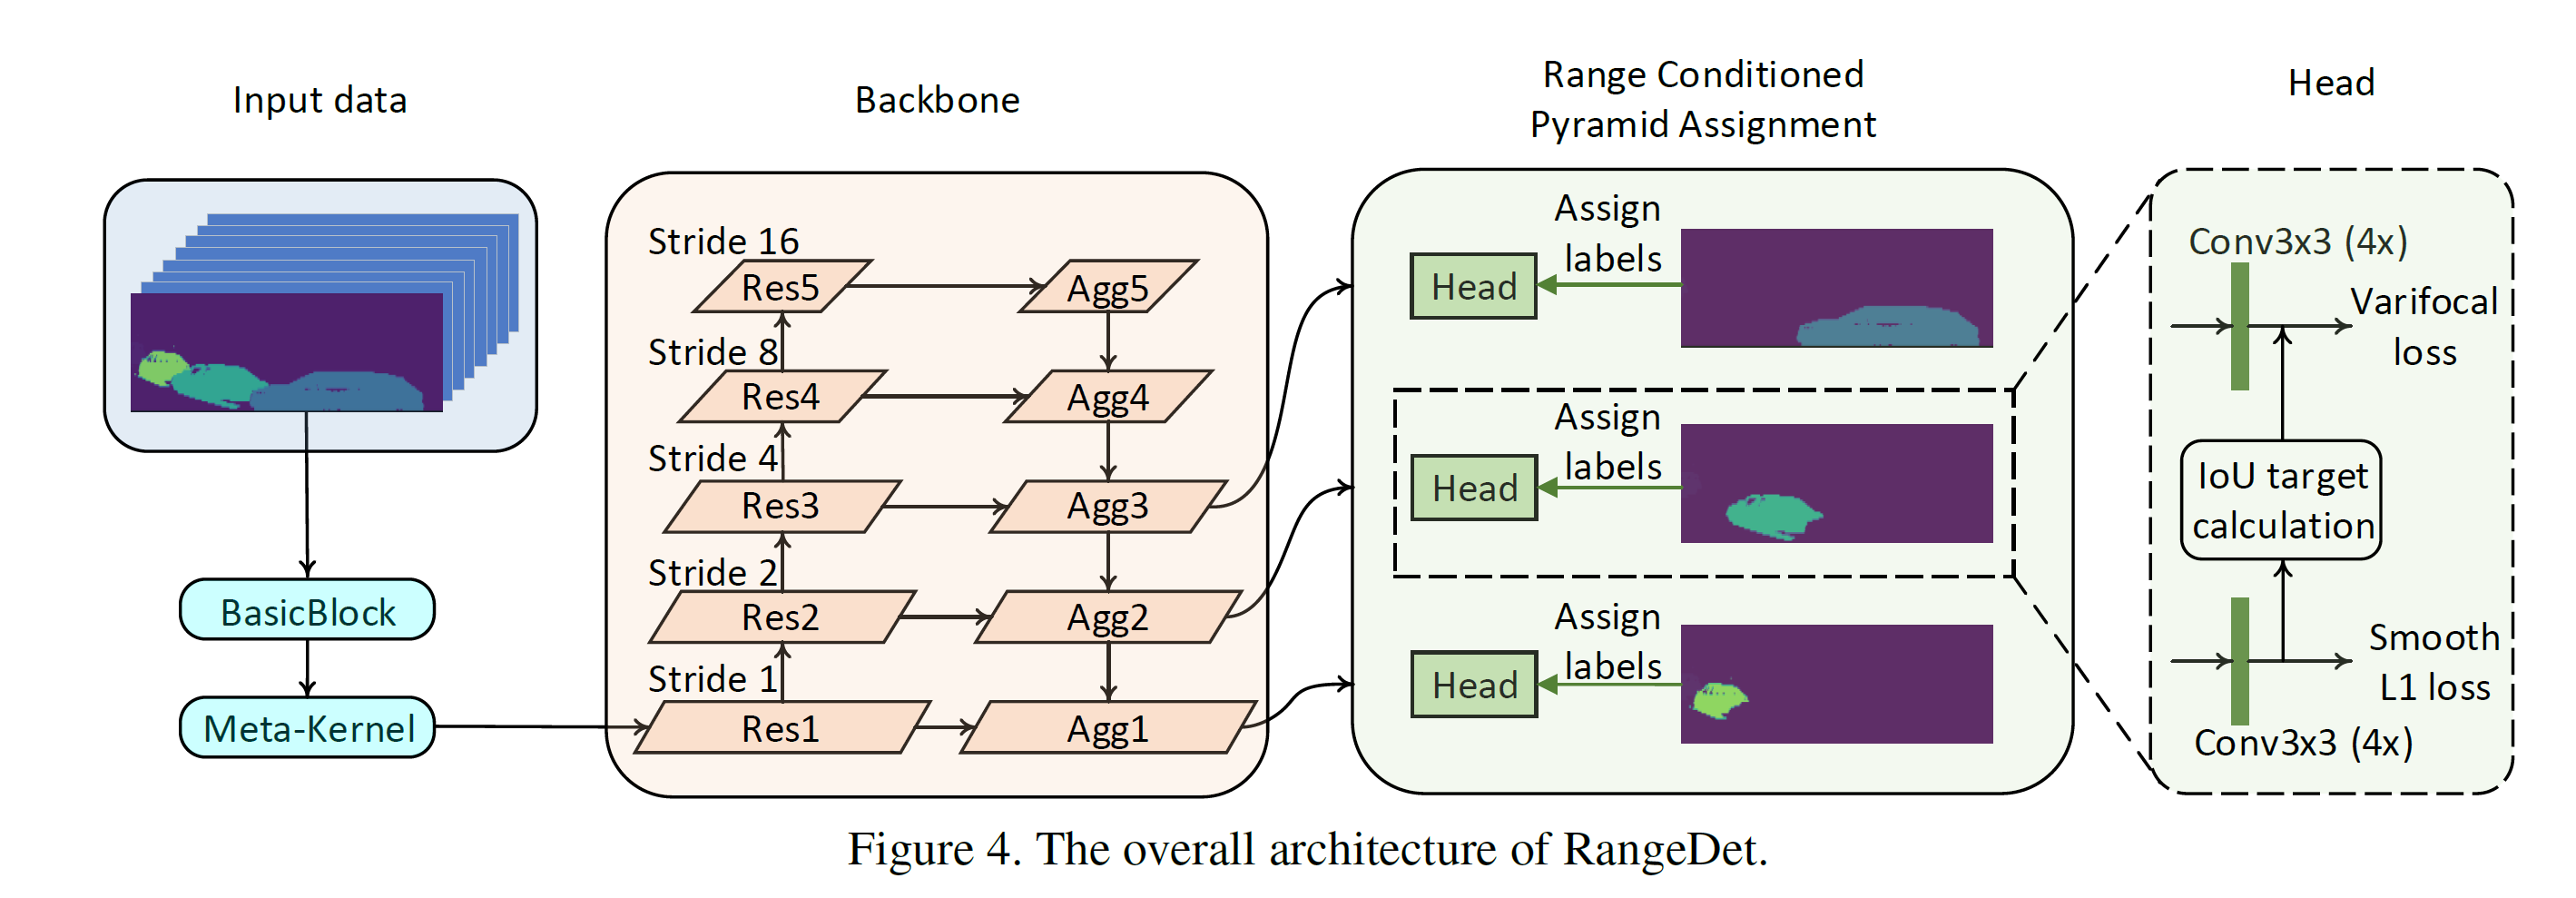 Input data
BasicBlock
Meta-Kernel
Backbone
Stride 16
Res5
Agg5
Stride 8
Res4
Agg4
Stride 4
Res3
Agg3
Stride 2
Res2
Agg2
Stride 1
Res1
Agg1
Range Conditioned
Pyramid Assignment
Assign
labels
Head
Assign
labels
Head
Assign
labels
Head
Head
Conv3x3 (4x)
Varifocal
loss
IoU target
calculation
Smooth
L1 loss
Conv3x3 (4x)
Figure 4. The overall architecture of RangeDet.